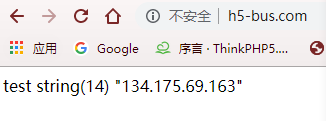 不安全 | h5-bus.com
应用 Google 序言 · ThinkPHP5....
test string(14) "134.175.69.163"